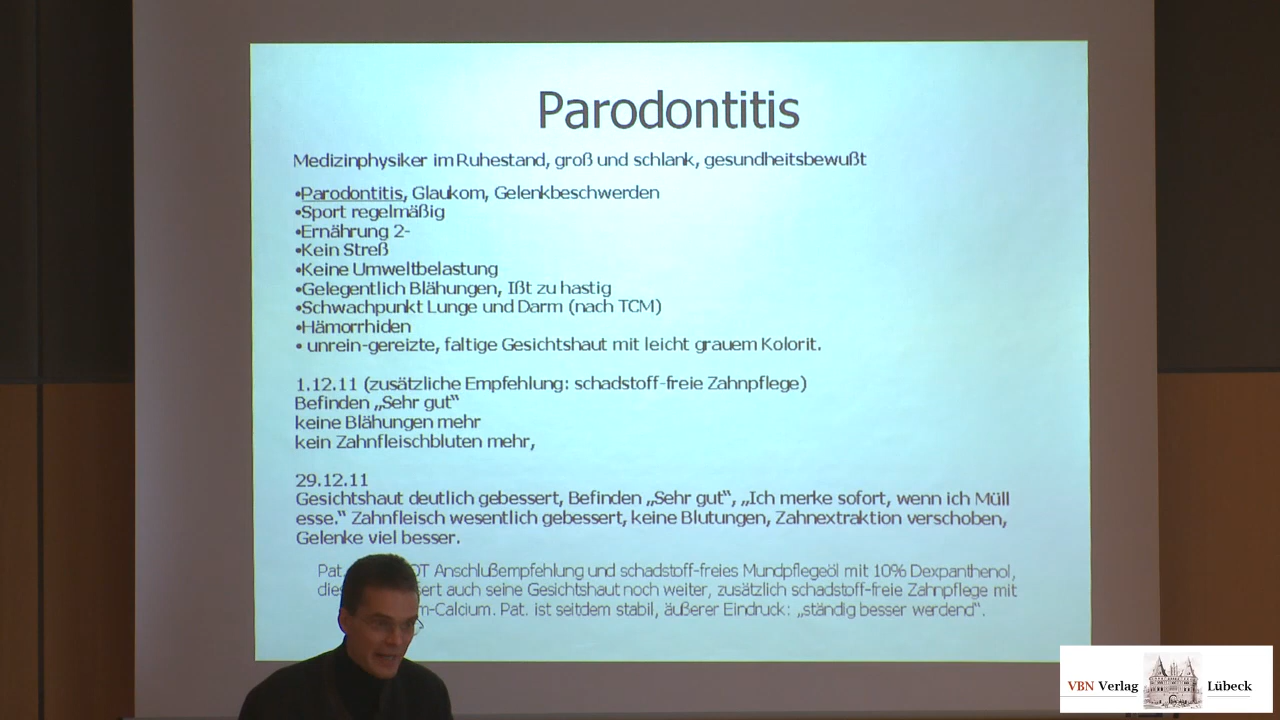 Parodontitis
Medizinphysiker im Ruhestand, groß und schlank, gesundheitsbewußt
•Parodontitis, Glaukom, Gelenkbeschwerden
•Sport regelmäßig
•Ernährung 2-
•Kein Streß
•Keine Umweltbelastung
•Gelegentlich Blähungen, Ißt zu hastig
•Schwachpunkt Lunge und Darm (nach TCM)
•Hämorrhiden
• unrein-gereizte, faltige Gesichtshaut mit leicht grauem Kolorit.
1.12.11 (zusätzliche Empfehlung: schadstoff-freie Zahnpflege)
Befinden „Sehr gut“
keine Blähungen mehr
kein Zahnfleischbluten mehr,
29.12.11
Gesichtshaut deutlich gebessert, Befinden „Sehr gut“, „Ich merke sofort, wenn ich Müll
esse.“ Zahnfleisch wesentlich gebessert, keine Blutungen, Zahnextraktion verschoben,
Gelenke viel besser.
Pat. Anschlußempfehlung und schadstoff-freies Mundpflegeöl mit 10% Dexpanthenol,
auch seine Gesichtshaut noch weiter, zusätzlich schadstoff-freie Zahnpflege mit
m-Calcium. Pat. ist seitdem stabil, äußerer Eindruck: „ständig besser werdend“.
VBN Verlag Lübeck